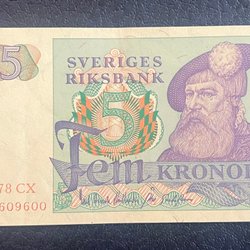 5
SVERIGES
RIKSBANK
5
Fem
KRONOR
78 CX
609600